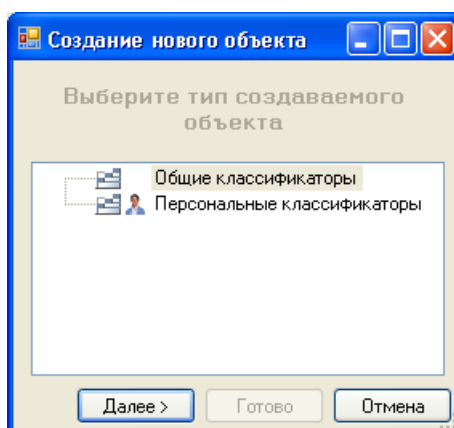 Создание нового объекта
Выберите тип создаваемого
объекта
Общие классификаторы
Персональные классификаторы
Далее > Готово Отмена